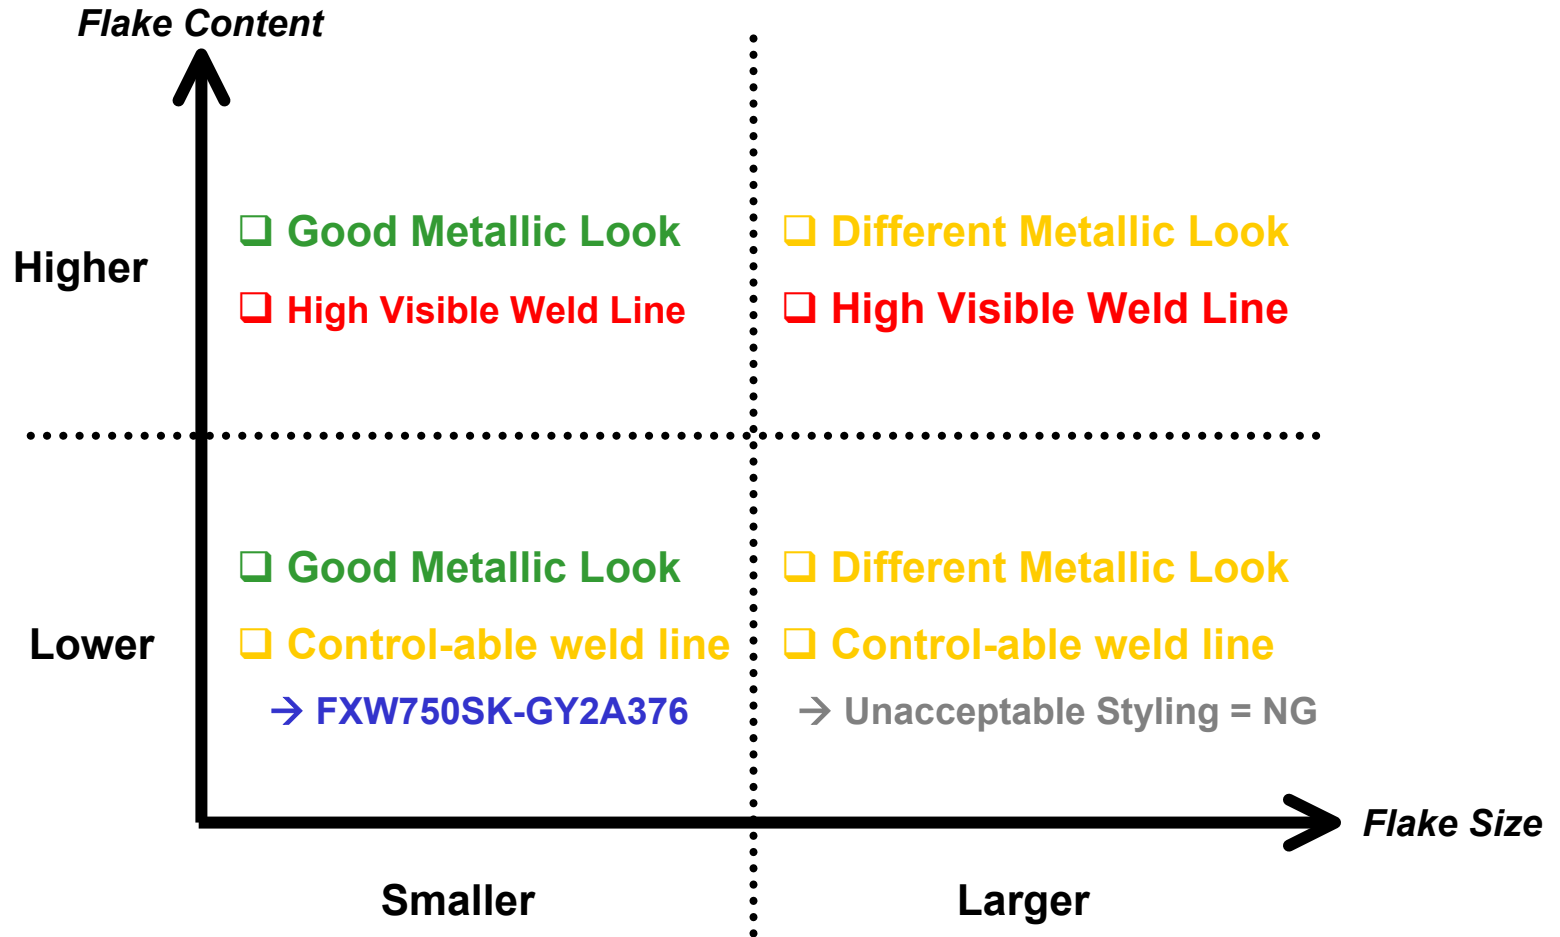 Flake Content
Higher
❑ Good Metallic Look
❑ High Visible Weld Line
❑ Different Metallic Look
❑ High Visible Weld Line
Lower
❑ Good Metallic Look
❑ Control-able weld line
→ FXW750SK-GY2A376
❑ Different Metallic Look
❑ Control-able weld line
→ Unacceptable Styling = NG
Flake Size
Smaller
Larger